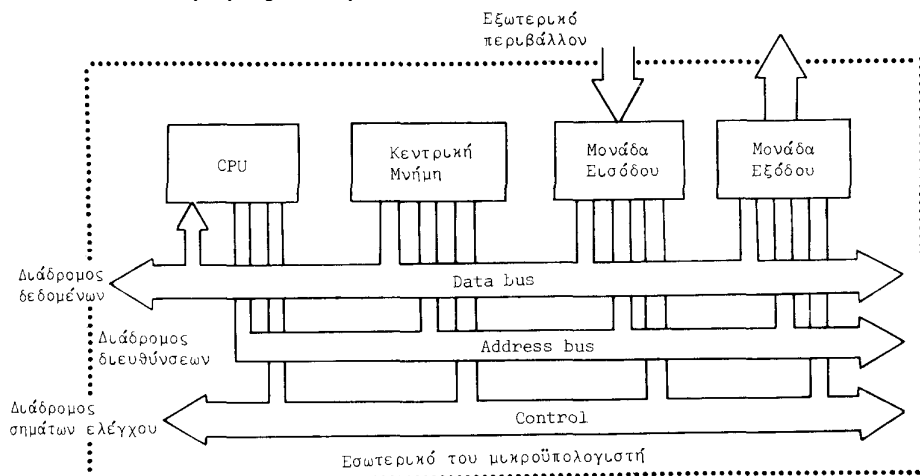 Εξωτερικό
περιβάλλον
CPU
Κεντρική
Μνήμη
Μονάδα
Εισόδου
Μονάδα
Εξόδου
Διάδρομος
δεδομένων
Data bus
Διάδρομος
διευθύνσεων
Address bus
Διάδρομος
σημάτων ελέγχου
Control
Εσωτερικό του μικροϋπολογιστή